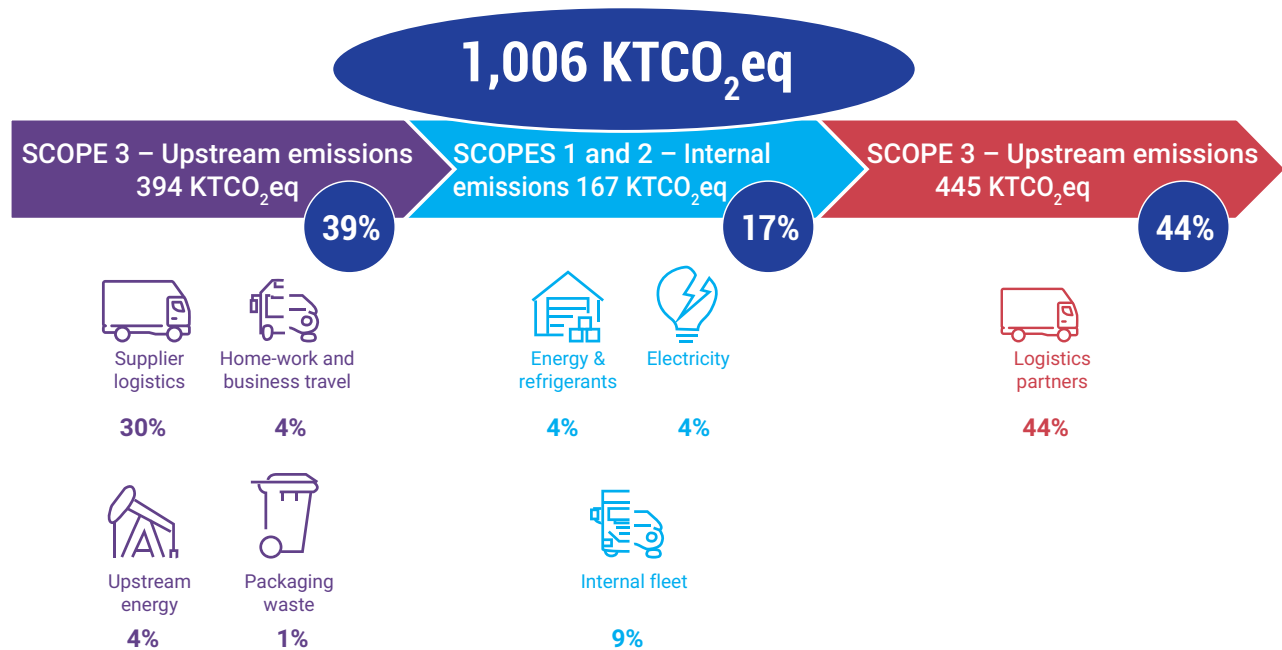 1,006 KTCO₂eq
SCOPE 3 – Upstream emissions
394 KTCO₂eq
39%
SCOPES 1 and 2 – Internal
emissions 167 KTCO₂eq
17%
SCOPE 3 – Upstream emissions
445 KTCO₂eq
44%
Supplier
logistics
30%
Home-work and
business travel
4%
Upstream
energy
4%
Packaging
waste
1%
Energy &
refrigerants
4%
Electricity
4%
Internal fleet
9%
Logistics
partners
44%